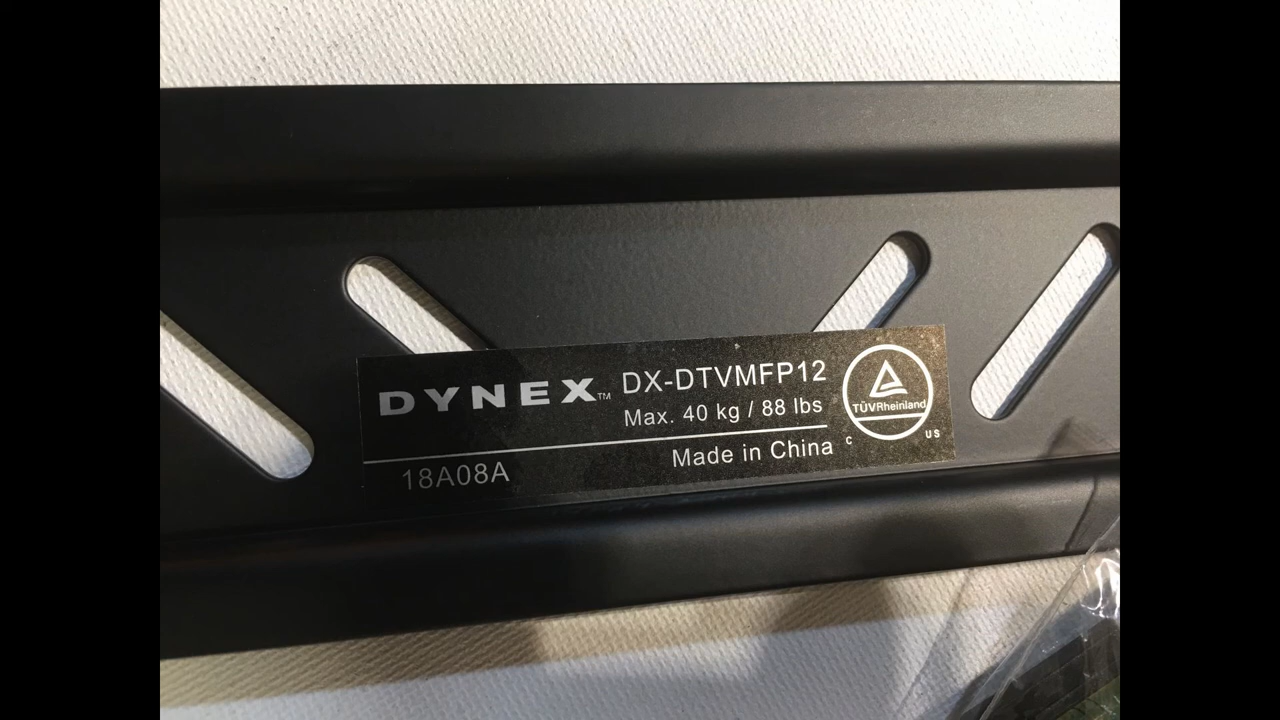 DYNEX™ DX-DTVMFP12
Max. 40 kg / 88 lbs
18A08A
Made in China
TÜVRheinland
C US